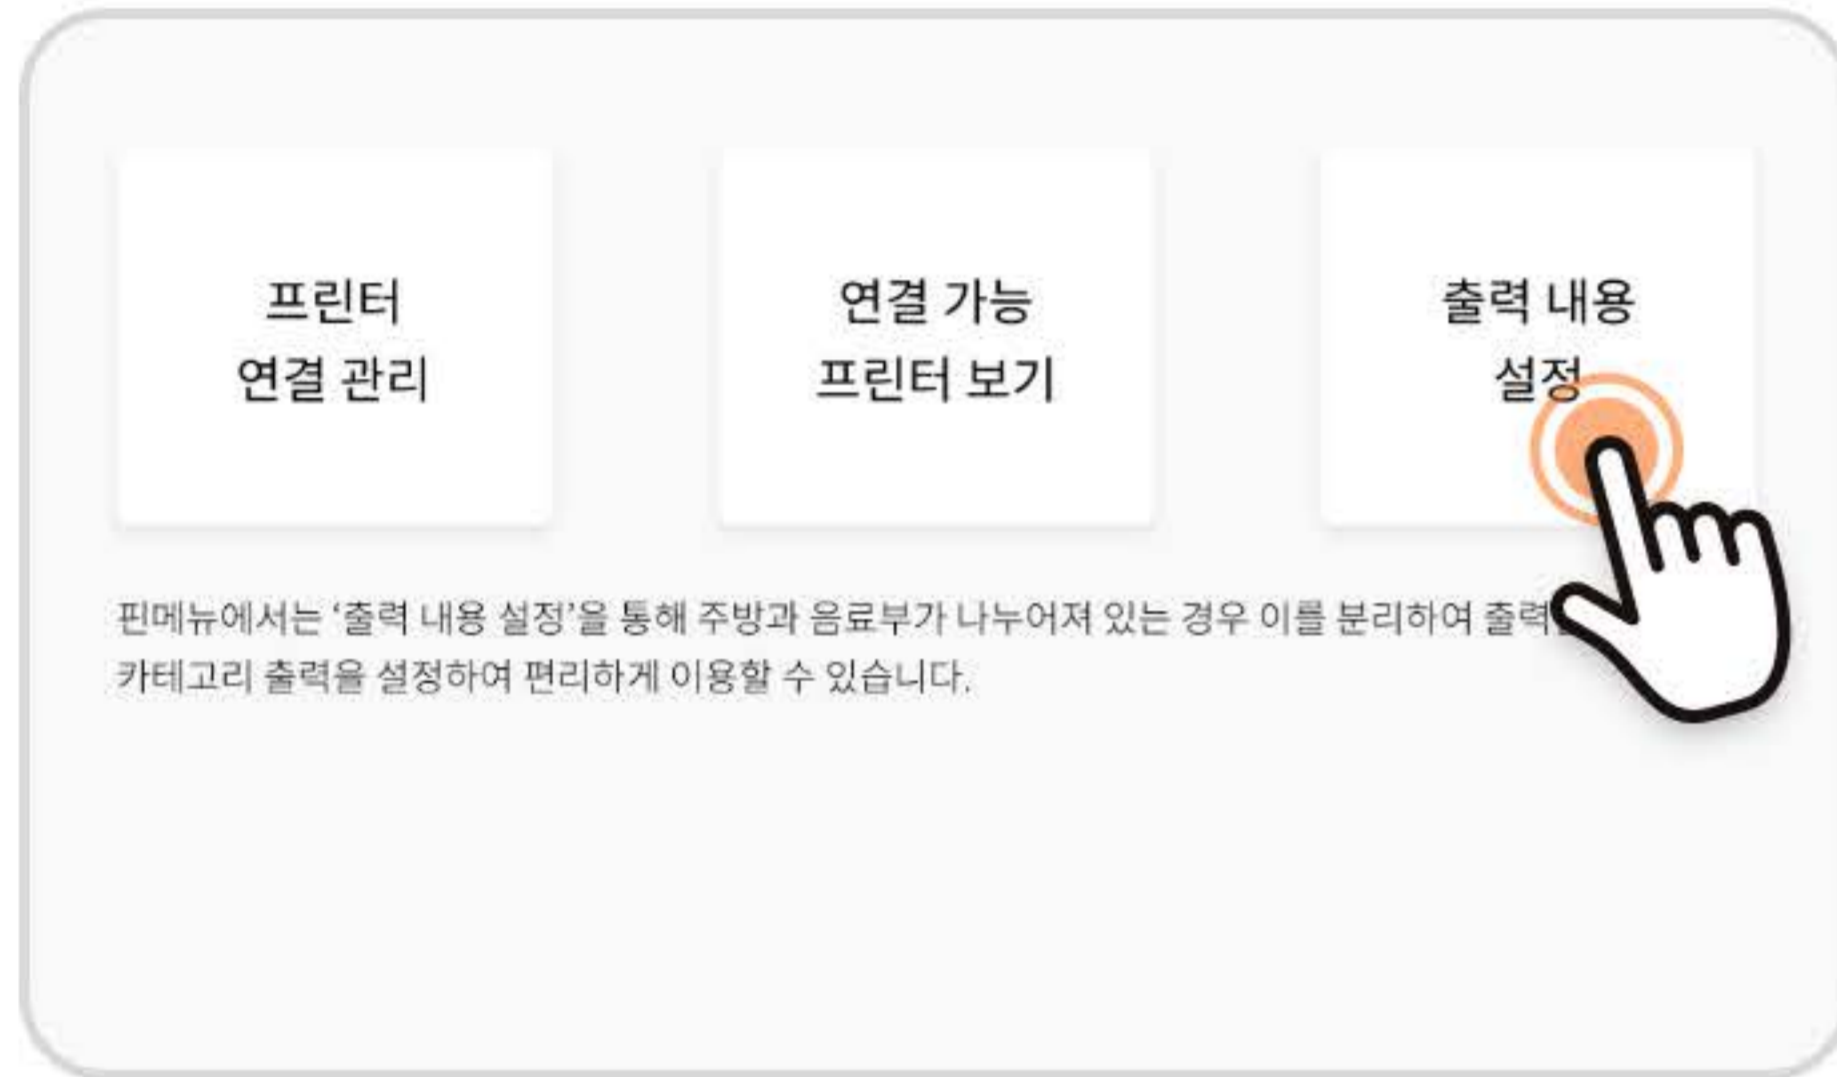 프린터
연결 관리
연결 가능
프린터 보기
출력 내용
설정
핀메뉴에서는 ‘출력 내용 설정’을 통해 주방과 음료부가 나누어져 있는 경우 이를 분리하여
카테고리 출력을 설정하여 편리하게 이용할 수 있습니다.